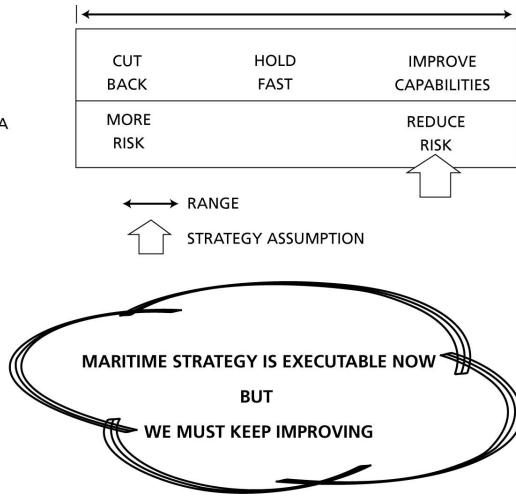 CUT HOLD IMPROVE
BACK FAST CAPABILITIES
A
MORE REDUCE
RISK RISK
RANGE
STRATEGY ASSUMPTION
MARITIME STRATEGY IS EXECUTABLE NOW
BUT
WE MUST KEEP IMPROVING